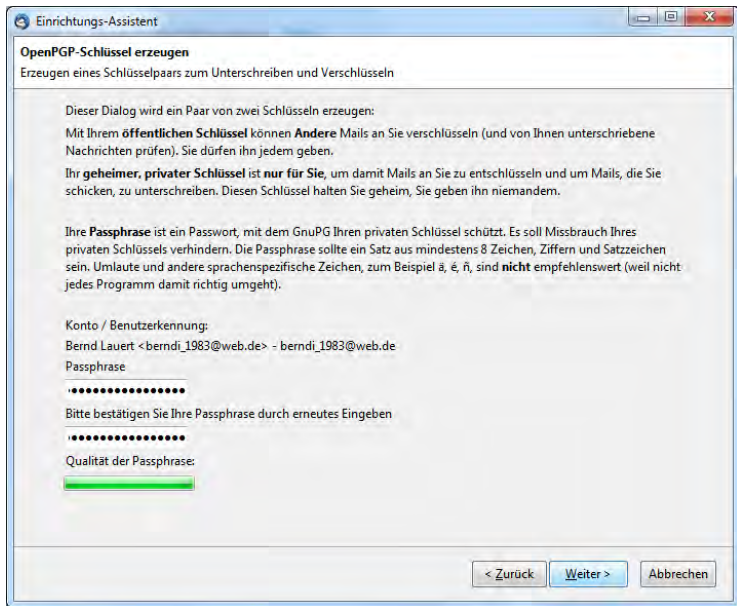 Einrichtungs-Assistent
OpenPGP-Schlüssel erzeugen
Erzeugen eines Schlüsselpaars zum Unterschreiben und Verschlüsseln
Dieser Dialog wird ein Paar von zwei Schlüsseln erzeugen:
Mit Ihrem öffentlichen Schlüssel können Andere Mails an Sie verschlüseln (und von Ihnen unterschriebene
Nachrichten prüfen). Sie dürfen ihn jedem geben.
Ihr geheimer, privater Schlüssel ist nur für Sie, um damit Mails an Sie zu entschlüsseln und um Mails, die Sie
schicken, zu unterschreiben. Diesen Schlüssel halten Sie geheim, Sie geben ihn niemandem.
Ihre Passphrase ist ein Passwort, mit dem GnuPG Ihren privaten Schlüssel schützt. Es soll Missbrauch Ihres
privaten Schlüssels verhindern. Die Passphrase sollte ein Satz aus mindestens 8 Zeichen, Ziffern und Satzzeichen
sein. Umlaute und andere sprachenspezifische Zeichen, zum Beispiel ä, é, ñ, sind nicht empfehlenswert (weil nicht
jedes Programm damit richtig umgeht).
Konto / Benutzerkennung:
Bernd Lauert <berndi_1983@web.de> - berndi_1983@web.de
Passphrase
Bitte bestätigen Sie Ihre Passphrase durch erneutes Eingeben
Qualität der Passphrase:
< Zurück Weiter > Abbrechen